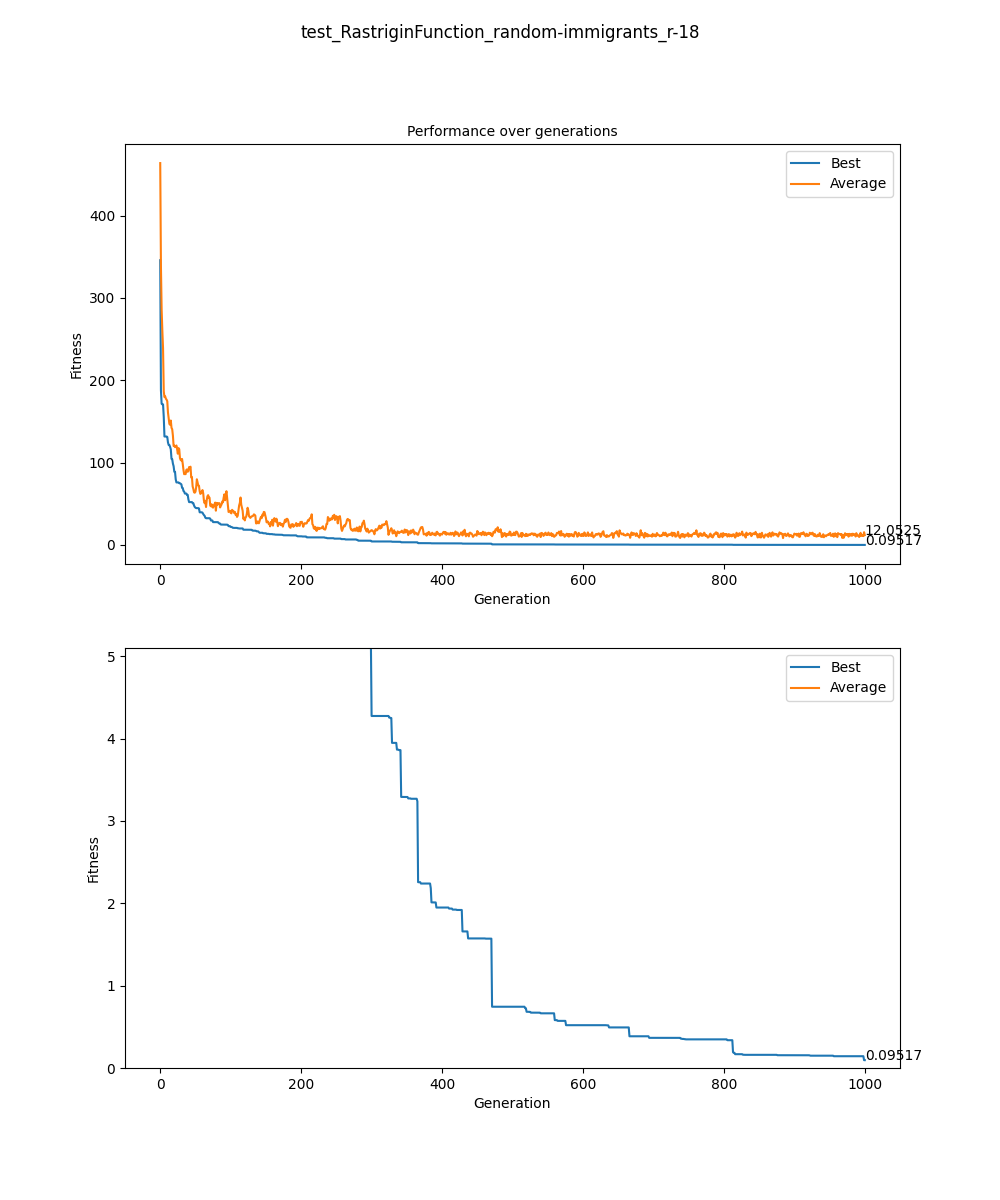 test_RastriginFunction_random-immigrants_r-18
Performance over generations
Best
Average
Fitness
400
300
200
100
0
12.0525
0.09517
0 200 400 600 800 1000
Generation
Best
Average
Fitness
5
4
3
2
1
0
0.09517
0 200 400 600 800 1000
Generation